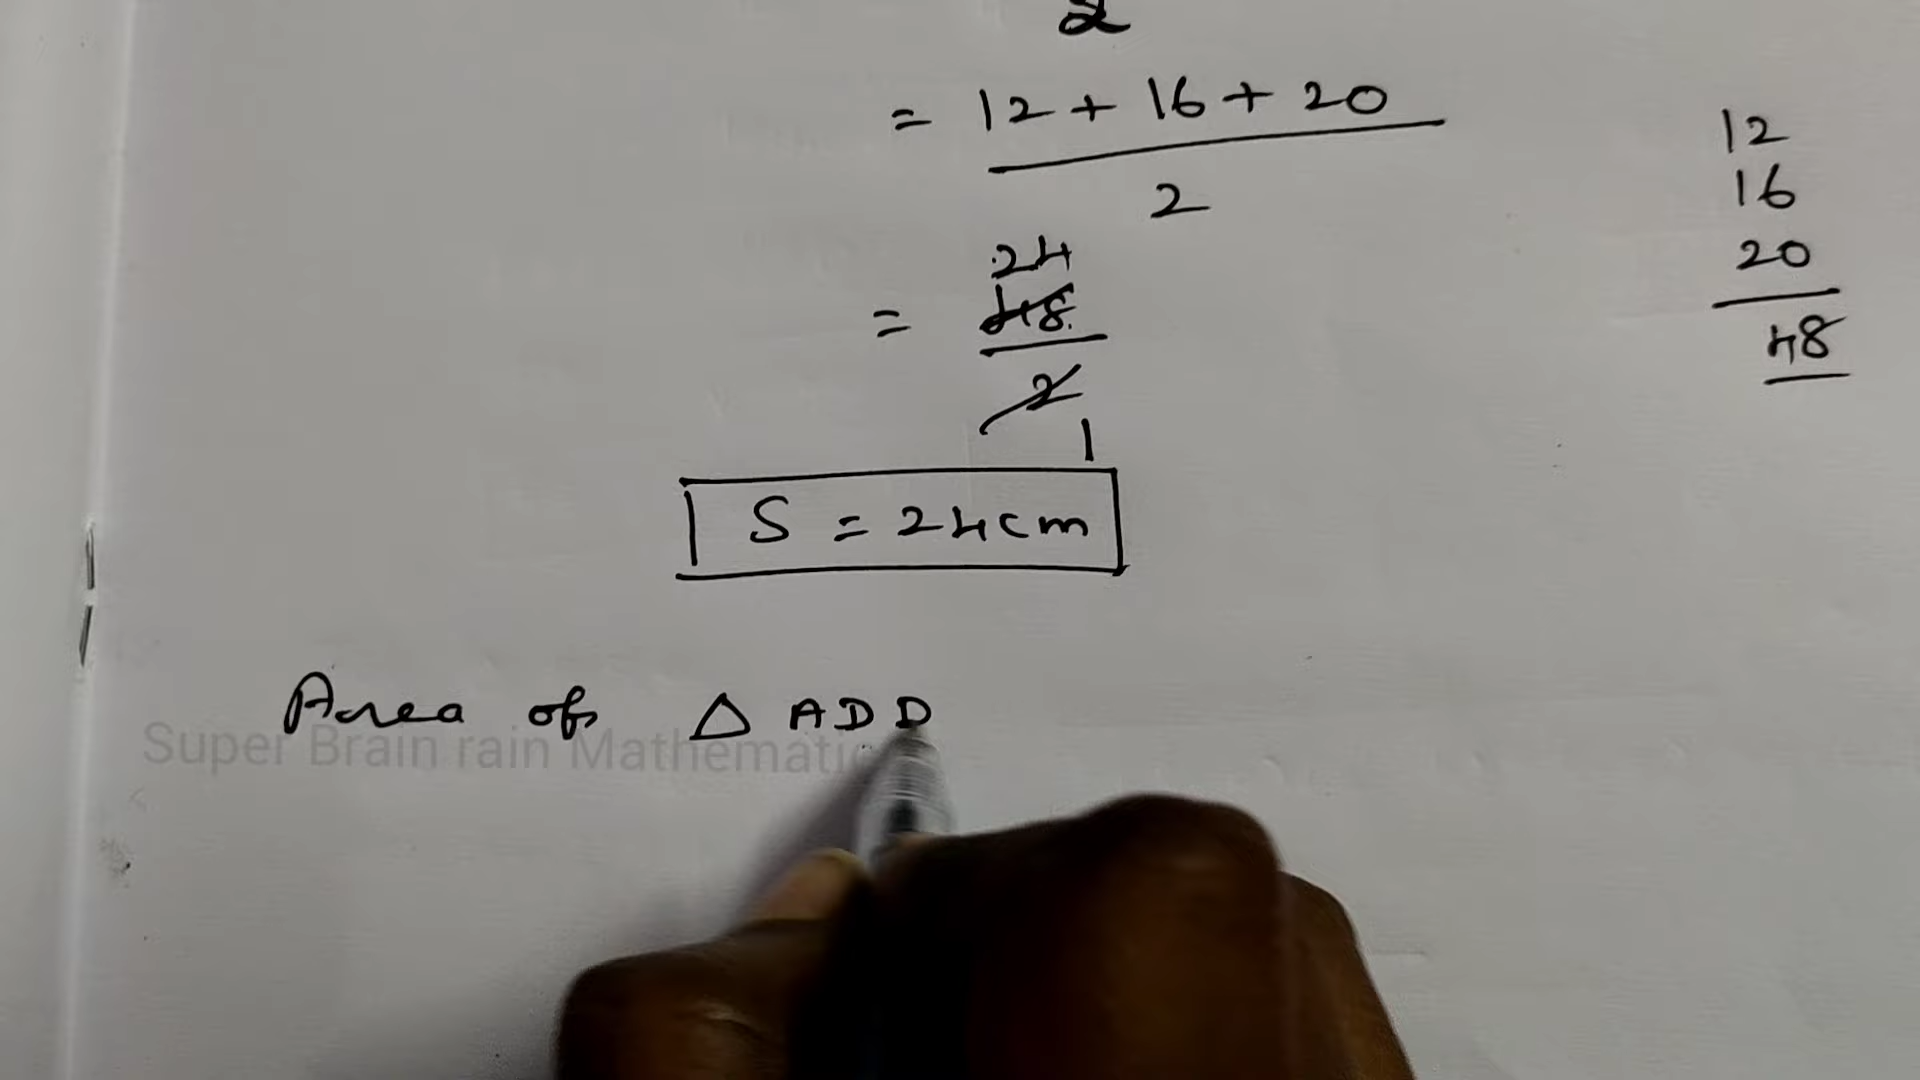 2
= 12 + 16 + 20
2
24
= 48
2
1
S = 24cm
12
16
20
48
Area of △ ADD
Super Brain rain Mathematic